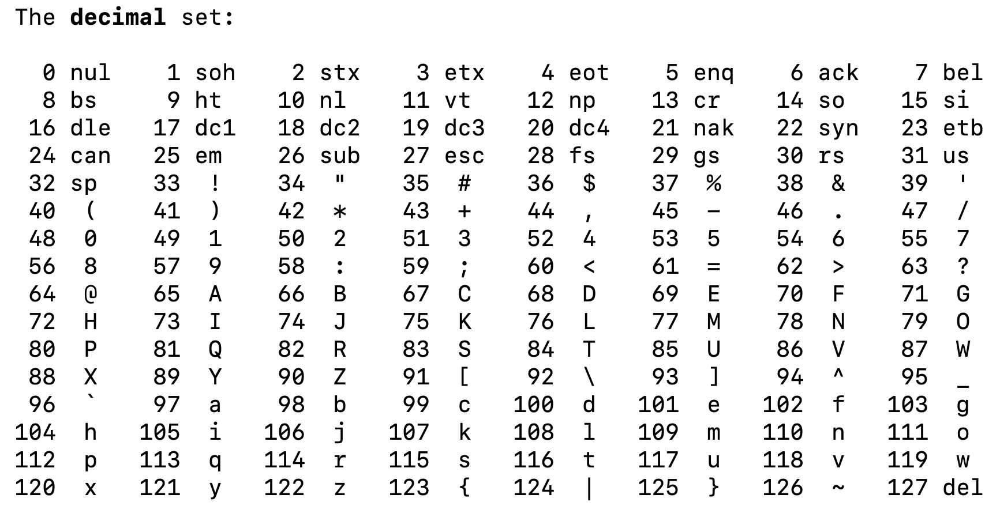 The decimal set:

  0 nul    1 soh    2 stx    3 etx    4 eot    5 enq    6 ack    7 bel
  8 bs     9 ht    10 nl    11 vt    12 np    13 cr    14 so    15 si
 16 dle   17 dc1   18 dc2   19 dc3   20 dc4   21 nak   22 syn   23 etb
 24 can   25 em    26 sub   27 esc   28 fs    29 gs    30 rs    31 us
 32 sp    33  !    34  "    35  #    36  $    37  %    38  &    39  '
 40  (    41  )    42  *    43  +    44  ,    45  -    46  .    47  /
 48  0    49  1    50  2    51  3    52  4    53  5    54  6    55  7
 56  8    57  9    58  :    59  ;    60  <    61  =    62  >    63  ?
 64  @    65  A    66  B    67  C    68  D    69  E    70  F    71  G
 72  H    73  I    74  J    75  K    76  L    77  M    78  N    79  O
 80  P    81  Q    82  R    83  S    84  T    85  U    86  V    87  W
 88  X    89  Y    90  Z    91  [    92  \    93  ]    94  ^    95  _
 96  `    97  a    98  b    99  c   100  d   101  e   102  f   103  g
104  h   105  i   106  j   107  k   108  l   109  m   110  n   111  o
112  p   113  q   114  r   115  s   116  t   117  u   118  v   119  w
120  x   121  y   122  z   123  {   124  |   125  }   126  ~   127 del